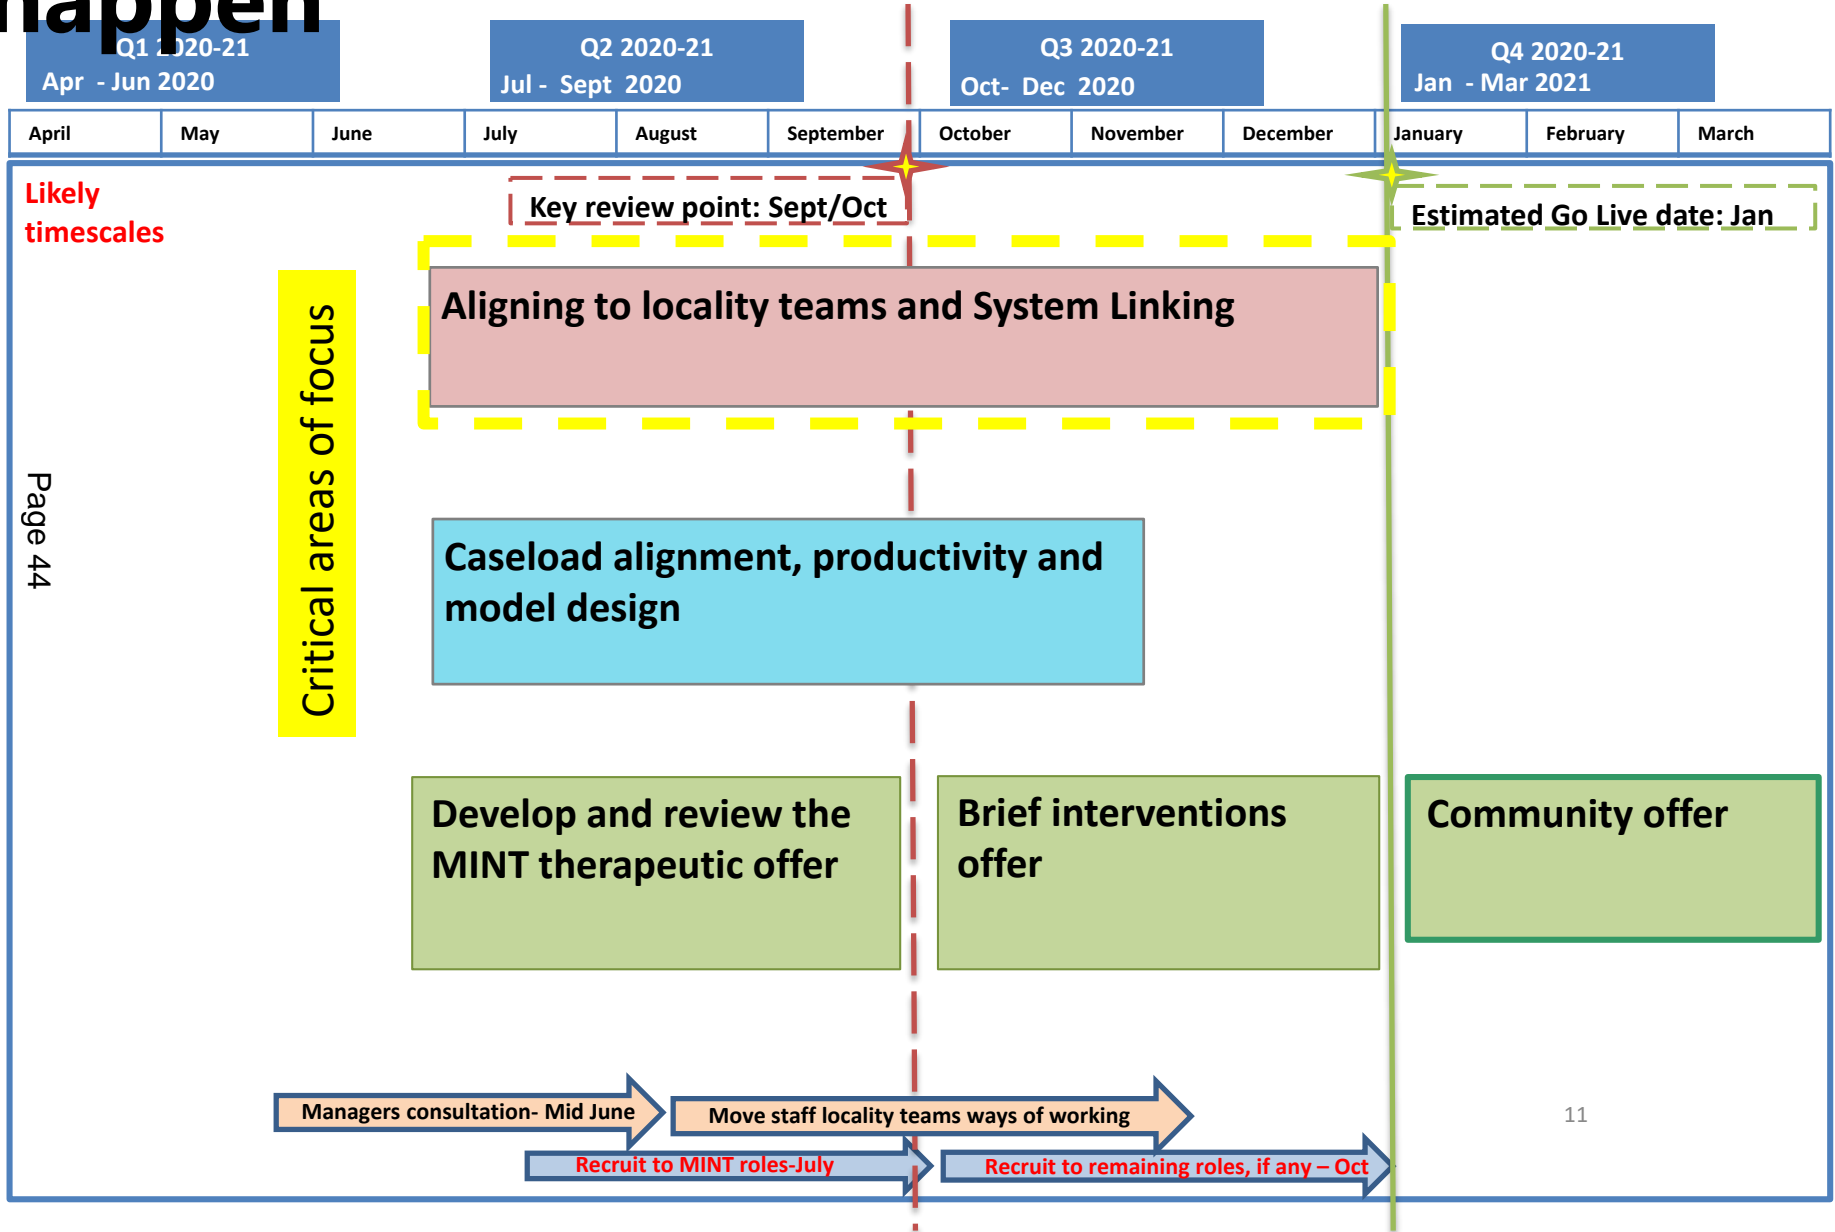 happen
Q1 2020-21
Apr - Jun 2020
Q2 2020-21
Jul - Sept 2020
Q3 2020-21
Oct- Dec 2020
Q4 2020-21
Jan - Mar 2021
April
May
June
July
August
September
October
November
December
January
February
March
Likely
timescales
Key review point: Sept/Oct
Estimated Go Live date: Jan
Critical areas of focus
Aligning to locality teams and System Linking
Page 44
Caseload alignment, productivity and
model design
Develop and review the
MINT therapeutic offer
Brief interventions
offer
Community offer
Managers consultation- Mid June
Move staff locality teams ways of working
11
Recruit to MINT roles-July
Recruit to remaining roles, if any – Oct